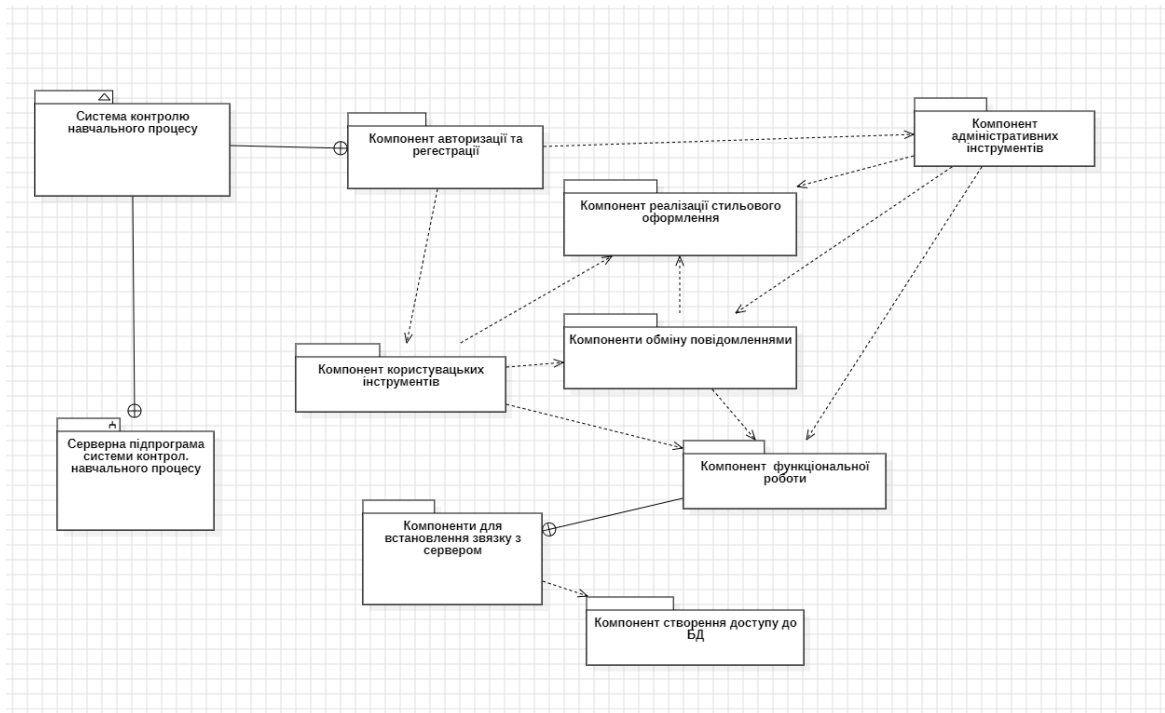 Система контролю
навчального процесу
Компонент авторизації та
регестрації
Компонент
адміністративних
інструментів
Компонент реалізації стильового
оформлення
Компоненти обміну повідомленнями
Компонент користувацьких
інструментів
Серверна підпрограма
системи контрол.
навчального процесу
Компонент функціональної
роботи
Компоненти для
встановлення звязку з
сервером
Компонент створення доступу до
БД